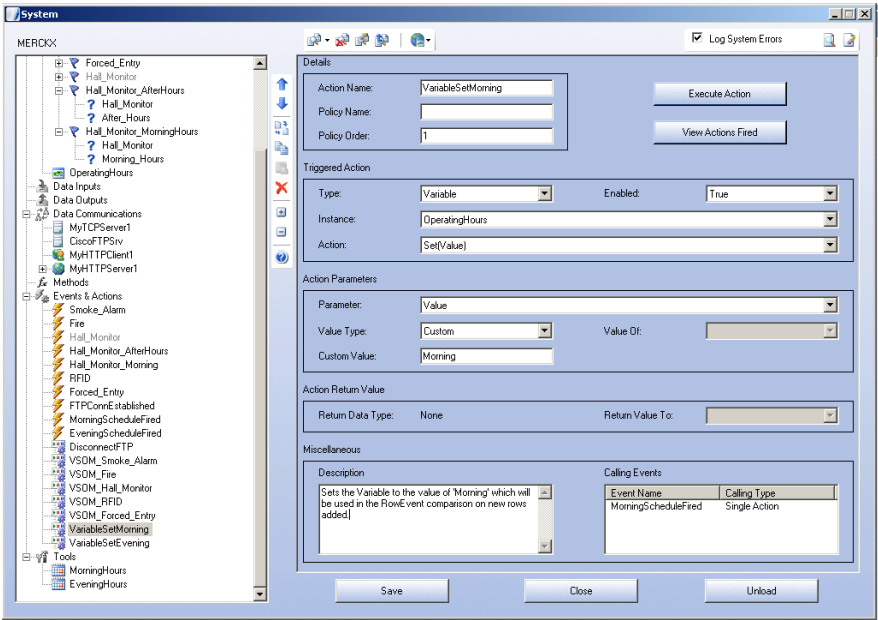 System
MERCKX
Log System Errors
Forced_Entry
Hall_Monitor
Hall_Monitor_AfterHours
Hall_Monitor
After_Hours
Hall_Monitor_MorningHours
Hall_Monitor
Morning_Hours
OperatingHours
Data Inputs
Data Outputs
Data Communications
MyTCPServer1
CiscoFTPSrv
MyHTTPClient1
MyHTTPServer1
Methods
Events & Actions
Smoke_Alarm
Fire
Hall_Monitor
Hall_Monitor_AfterHours
Hall_Monitor_Morning
RFID
Forced_Entry
FTPConnEstablished
MorningScheduleFired
EveningScheduleFired
DisconnectFTP
VSOM_Smoke_Alarm
VSOM_Fire
VSOM_Hall_Monitor
VSOM_RFID
VSOM_Forced_Entry
VariableSetMorning
VariableSetEvening
Tools
MorningHours
EveningHours
Details
Action Name: VariableSetMorning
Policy Name:
Policy Order: 1
Execute Action
View Actions Fired
Triggered Action
Type: Variable Enabled: True
Instance: OperatingHours
Action: Set(Value)
Action Parameters
Parameter: Value
Value Type: Custom Value Of:
Custom Value: Morning
Action Return Value
Return Data Type: None Return Value To:
Miscellaneous
Description
Sets the Variable to the value of 'Morning' which will
be used in the RowEvent comparison on new rows
added.
Calling Events
Event Name Calling Type
MorningScheduleFired Single Action
Save Close Unload